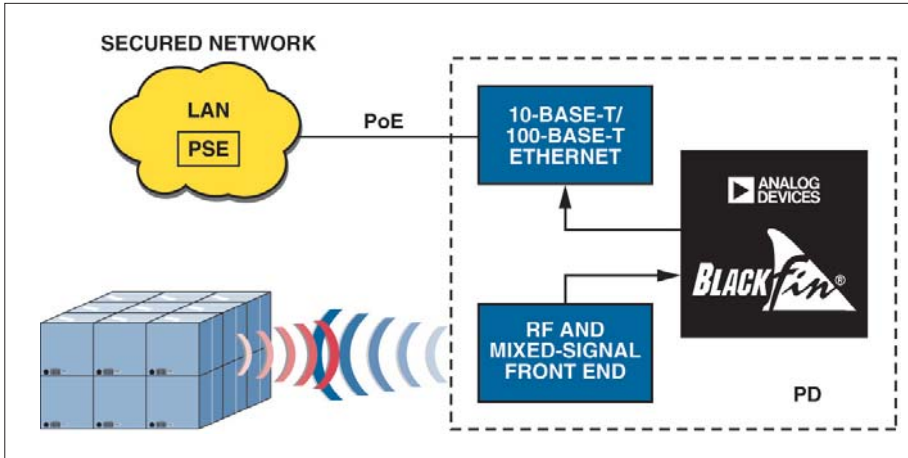 SECURED NETWORK
LAN
PSE
PoE
10-BASE-T/
100-BASE-T
ETHERNET
ANALOG
DEVICES
BLACKfin®
RF AND
MIXED-SIGNAL
FRONT END
PD